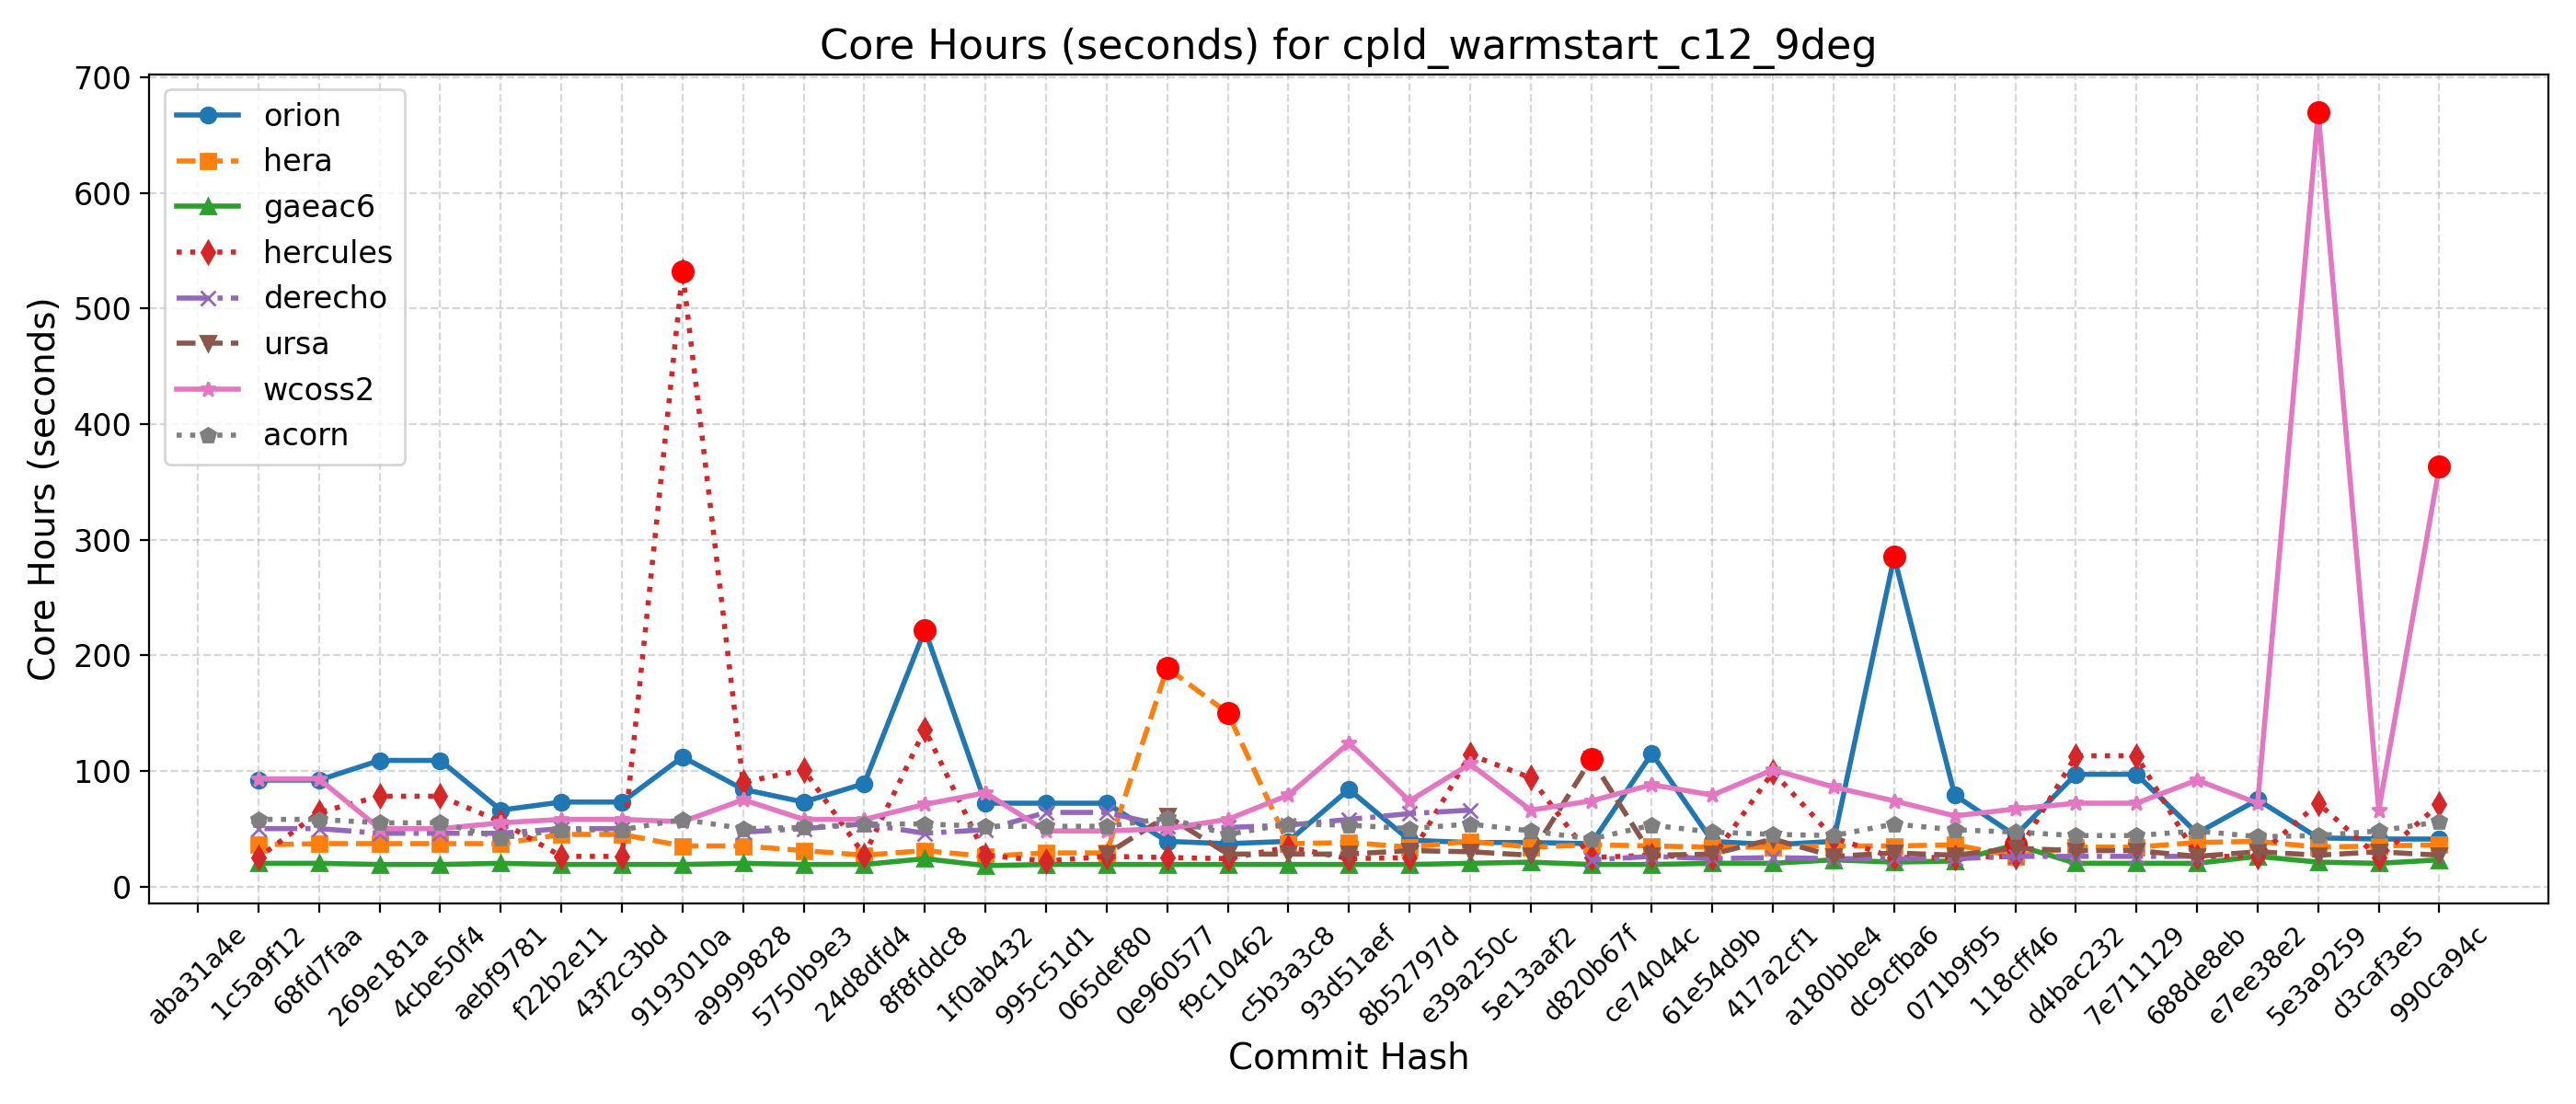 Core Hours (seconds) for cpld_warmstart_c12_9deg
Core Hours (seconds)
700
600
500
400
300
200
100
0
orion
hera
gaeac6
hercules
derecho
ursa
wcoss2
acorn
aba31a4e
1c5a9f12
68fd7faa
269e181a
4cbe50f4
aebf9781
f22b2e11
43f2c3bd
9193010a
a9999828
5750b9e3
24d8dfd4
8f8fddc8
1f0ab432
995c51d1
065def80
0e960577
f9c10462
c5b3a3c8
93d51aef
8b52797d
e39a250c
5e13aaf2
d820b67f
ce74044c
61e54d9b
417a2cf1
a180bbe4
dc9cfba6
071b9f95
118cff46
d4bac232
7e711129
688de8eb
e7ee38e2
5e3a9259
d3caf3e5
990ca94c
Commit Hash